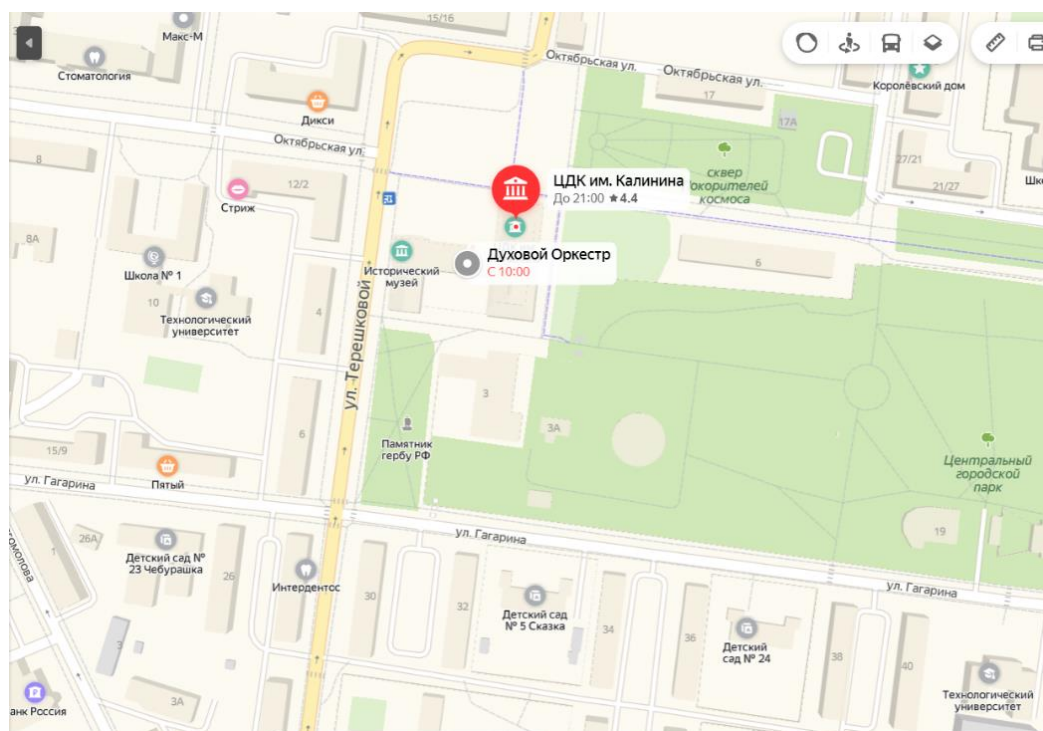 15/16
Макс-М
Стоматология
Октябрьская ул.
Октябрьская ул.
Королёвский дом
17
17А
Дикси
Октябрьская ул.
8
12/2
Стриж
ЦДК им. Калинина
До 21:00 ★4.4
сквер
Покорителей
космоса
27/21
21/27
8А
Школа № 1
Исторический
музей
Духовой Оркестр
С 10:00
6
10
Технологический
университет
4
ул. Терешковой
3
3А
6
Памятник
гербу РФ
Центральный
городской
парк
15/9
Пятый
ул. Гагарина
19
ул. Гагарина
ул. Гагарина
1
26А
Детский сад №
23 Чебурашка
26
Интердентос
30
32
Детский сад
№ 5 Сказка
34
36
Детский
сад № 24
38
40
3
3А
Технологический
университет
анк Россия